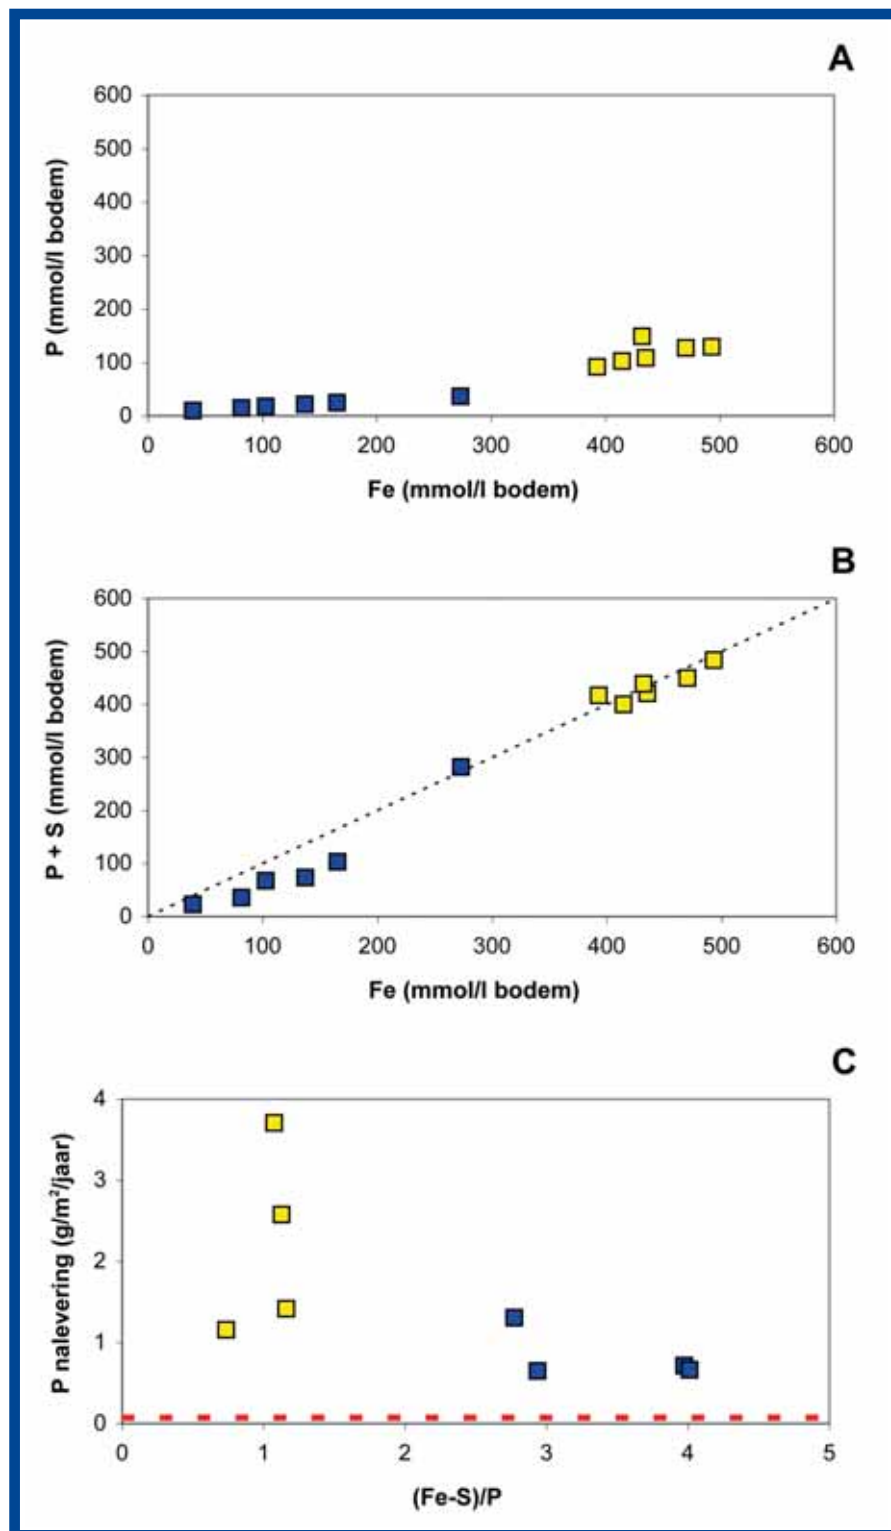 A
600
500
400
300
200
100
0
0 100 200 300 400 500 600
P (mmol/l bodem)
Fe (mmol/l bodem)
B
600
500
400
300
200
100
0
0 100 200 300 400 500 600
P + S (mmol/l bodem)
Fe (mmol/l bodem)
C
4
3
2
1
0
0 1 2 3 4 5
P nalevering (g/m²/jaar)
(Fe-S)/P